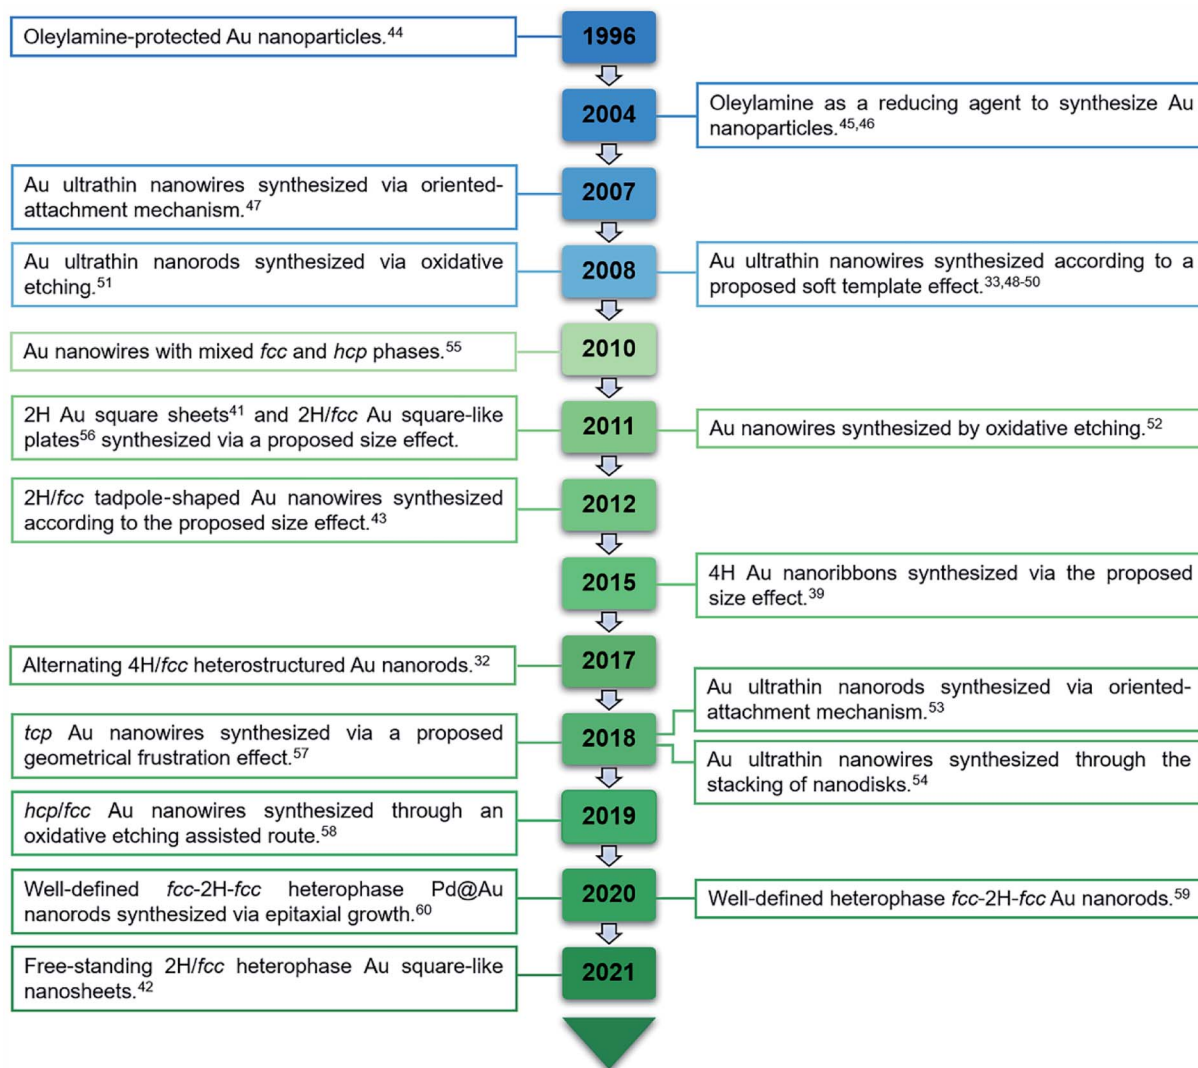 Oleylamine-protected Au nanoparticles.44
1996
2004
Oleylamine as a reducing agent to synthesize Au
nanoparticles.45,46
Au ultrathin nanowires synthesized via oriented-
attachment mechanism.47
2007
Au ultrathin nanorods synthesized via oxidative
etching.51
2008
Au ultrathin nanowires synthesized according to a
proposed soft template effect.33,48-50
Au nanowires with mixed fcc and hcp phases.55
2010
2H Au square sheets41 and 2H/fcc Au square-like
plates56 synthesized via a proposed size effect.
2011
Au nanowires synthesized by oxidative etching.52
2H/fcc tadpole-shaped Au nanowires synthesized
according to the proposed size effect.43
2012
2015
4H Au nanoribbons synthesized via the proposed
size effect.39
Alternating 4H/fcc heterostructured Au nanorods.32
2017
tcp Au nanowires synthesized via a proposed
geometrical frustration effect.57
2018
Au ultrathin nanorods synthesized via oriented-
attachment mechanism.53
Au ultrathin nanowires synthesized through the
stacking of nanodisks.54
hcp/fcc Au nanowires synthesized through an
oxidative etching assisted route.58
2019
Well-defined fcc-2H-fcc heterophase Pd@Au
nanorods synthesized via epitaxial growth.60
2020
Well-defined heterophase fcc-2H-fcc Au nanorods.59
Free-standing 2H/fcc heterophase Au square-like
nanosheets.42
2021